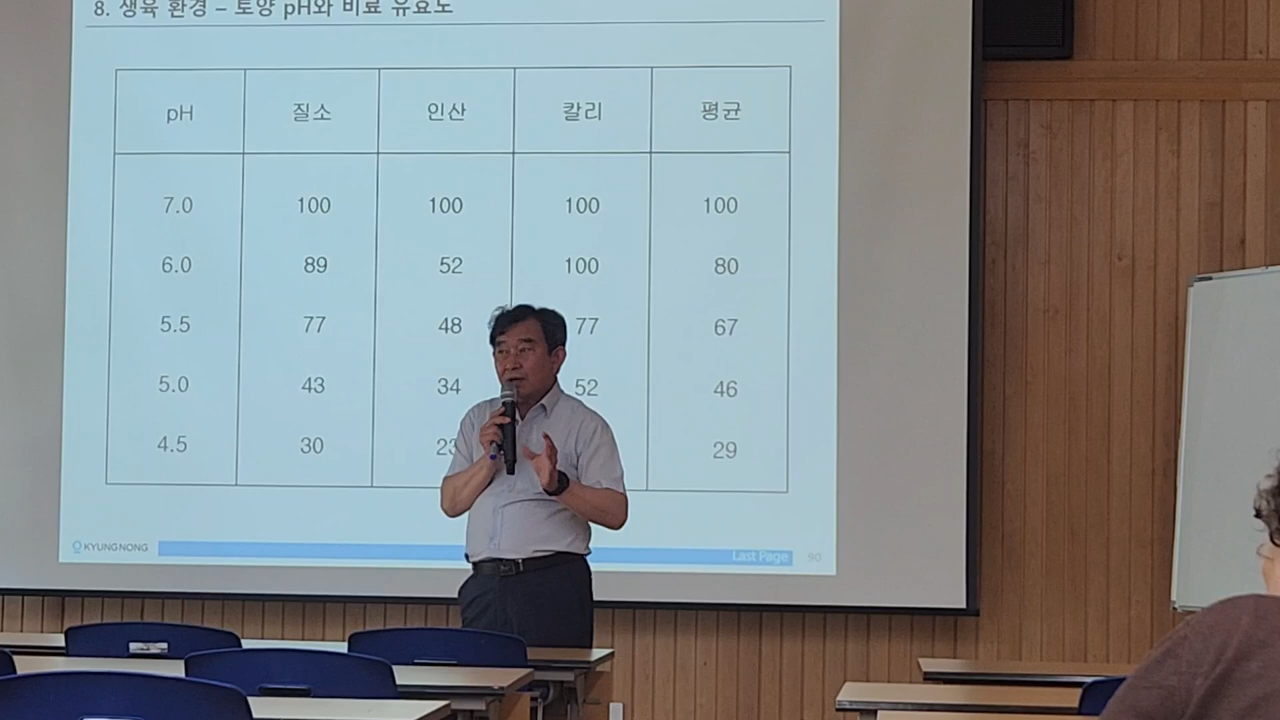 8. 생육 환경 – 토양 pH와 비료 유효도
pH 질소 인산 칼리 평균
7.0 100 100 100 100
6.0 89 52 100 80
5.5 77 48 77 67
5.0 43 34 52 46
4.5 30 23 29
KYUNGNONG Last Page 90